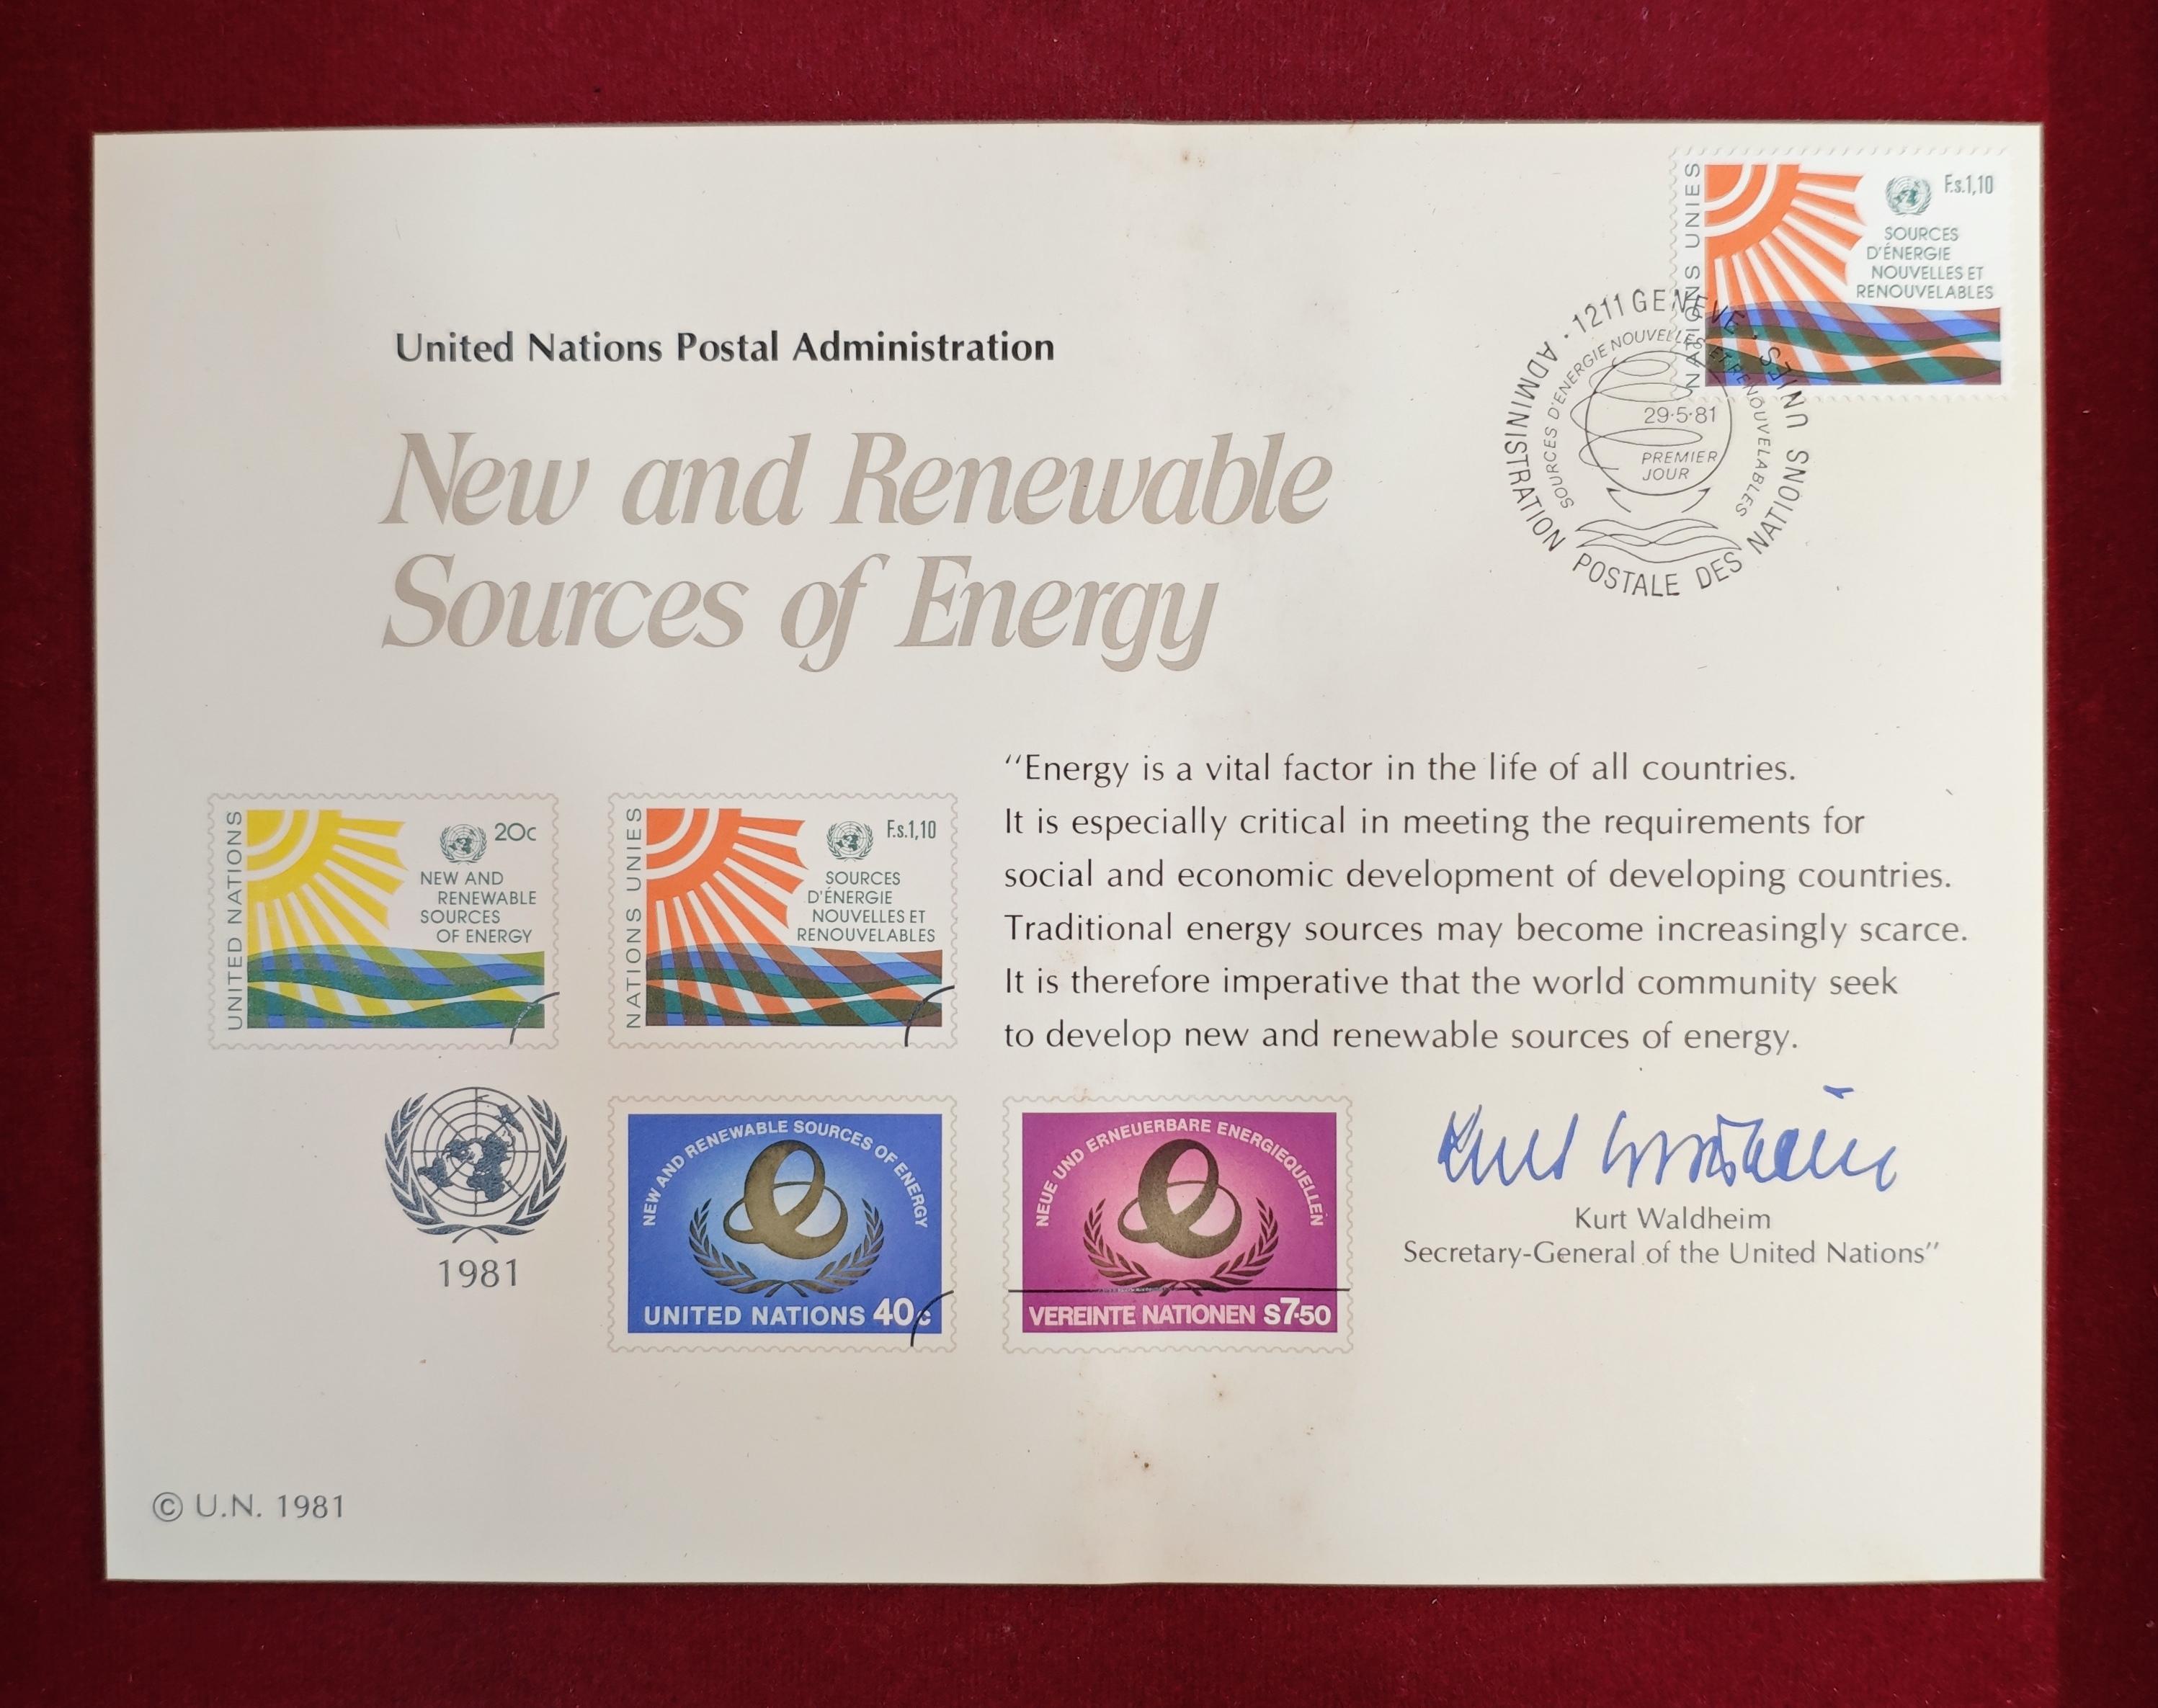 NATIONS UNIES
F.s.1,10
SOURCES
D'ÉNERGIE
NOUVELLES ET
RENOUVELABLES
ADMINISTRATION POSTALE DES NATIONS UNIES · 1211 GENÈVE ·
SOURCES D'ÉNERGIE NOUVELLES ET RENOUVELABLES
29·5·81
PREMIER
JOUR
United Nations Postal Administration
New and Renewable
Sources of Energy
"Energy is a vital factor in the life of all countries.
It is especially critical in meeting the requirements for
social and economic development of developing countries.
Traditional energy sources may become increasingly scarce.
It is therefore imperative that the world community seek
to develop new and renewable sources of energy.
Kurt Waldheim
Kurt Waldheim
Secretary-General of the United Nations"
UNITED NATIONS
20c
NEW AND
RENEWABLE
SOURCES
OF ENERGY
NATIONS UNIES
F.s.1,10
SOURCES
D'ÉNERGIE
NOUVELLES ET
RENOUVELABLES
1981
NEW AND RENEWABLE SOURCES OF ENERGY
UNITED NATIONS 40c
NEUE UND ERNEUERBARE ENERGIEQUELLEN
VEREINTE NATIONEN S7·50
© U.N. 1981